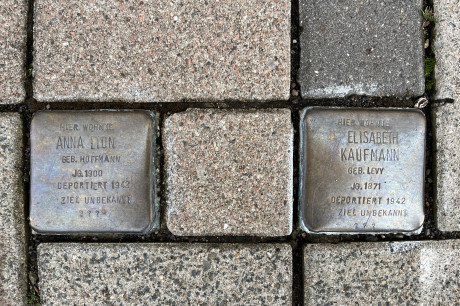 HIER WOHNTE
ANNA LEON
GEB. HOFFMANN
JG. 1900
DEPORTIERT 1942
ZIEL UNBEKANNT
???
HIER WOHNTE
ELISABETH
KAUFMANN
GEB. LEVY
JG. 1871
DEPORTIERT 1942
ZIEL UNBEKANNT
???